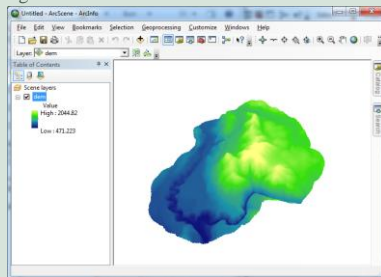 Untitled - ArcScene - ArcInfo
File Edit View Bookmarks Selection Geoprocessing Customize Windows Help
Layer: dem
Table of Contents
Scene layers
dem
Value
High : 2044.82
Low : 471.223
Catalog
Search